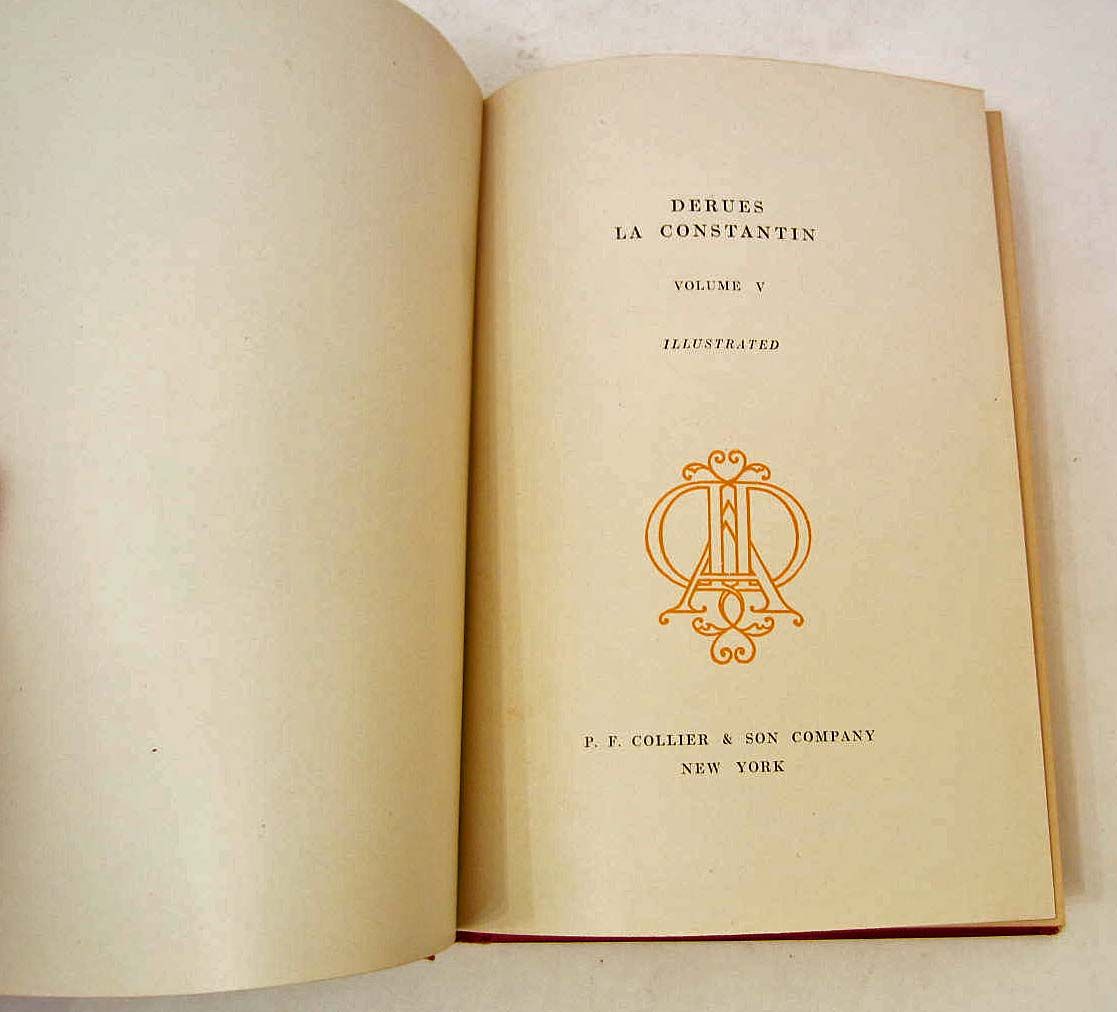 DERUES
LA CONSTANTIN
VOLUME V
ILLUSTRATED
P. F. COLLIER & SON COMPANY
NEW YORK